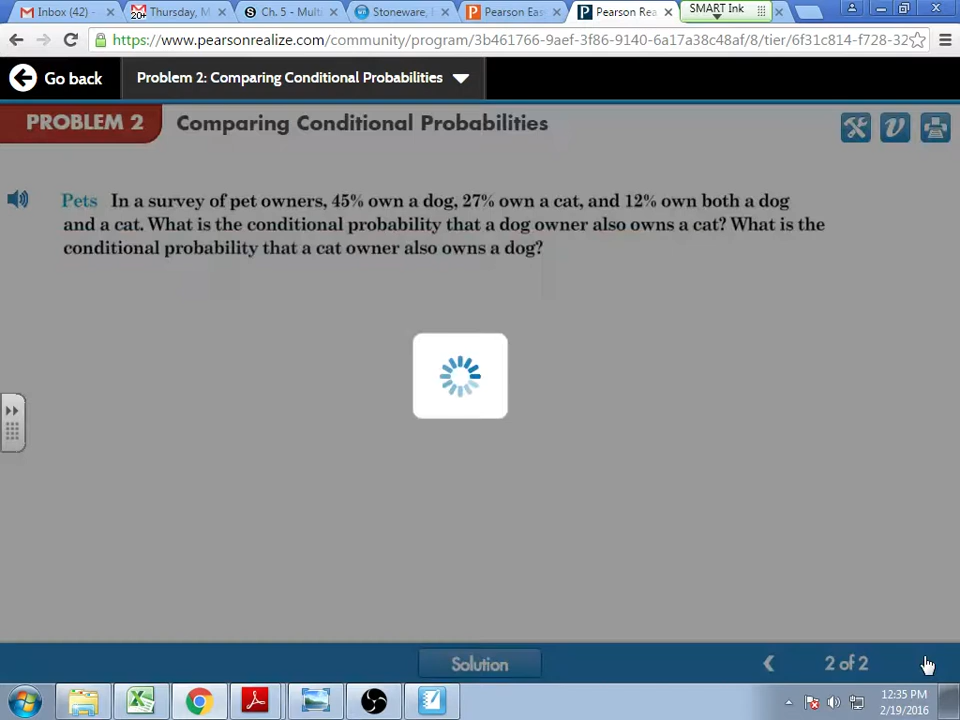 Inbox (42) -
20+
Thursday, M
Ch. 5 - Mult
Stoneware, I
Pearson Eas
Pearson Rea
SMART Ink
https://www.pearsonrealize.com/community/program/3b461766-9aef-3f86-9140-6a17a38c48af/8/tier/6f31c814-f728-32
Go back
Problem 2: Comparing Conditional Probabilities
PROBLEM 2
Comparing Conditional Probabilities
Pets In a survey of pet owners, 45% own a dog, 27% own a cat, and 12% own both a dog
and a cat. What is the conditional probability that a dog owner also owns a cat? What is the
conditional probability that a cat owner also owns a dog?
Solution
2 of 2
12:35 PM
2/19/2016